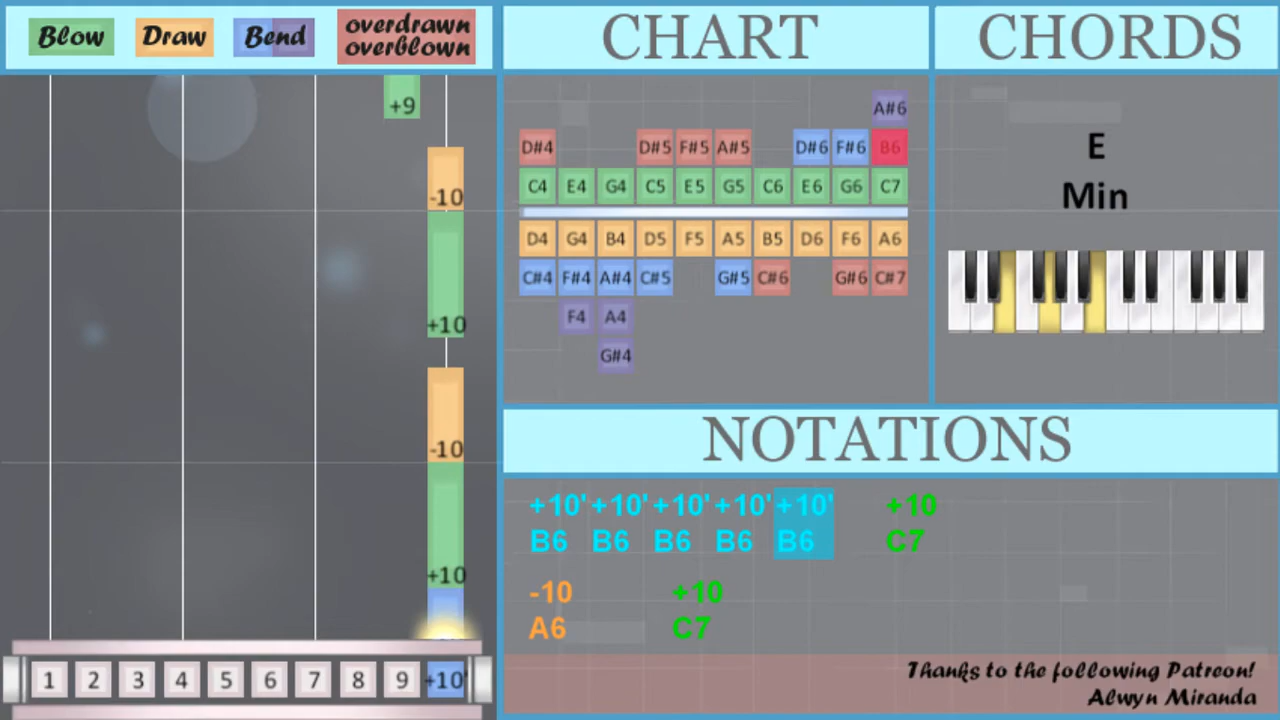 Blow Draw Bend overdrawn
overblown
CHART
CHORDS
+9
-10
+10
-10
+10
1 2 3 4 5 6 7 8 9 +10'
A#6
D#4 D#5 F#5 A#5 D#6 F#6 B6
C4 E4 G4 C5 E5 G5 C6 E6 G6 C7
D4 G4 B4 D5 F5 A5 B5 D6 F6 A6
C#4 F#4 A#4 C#5 G#5 C#6 G#6 C#7
F4 A4
G#4
E
Min
NOTATIONS
+10' +10' +10' +10' +10' +10
B6 B6 B6 B6 B6 C7
-10 +10
A6 C7
Thanks to the following Patreon!
Alwyn Miranda